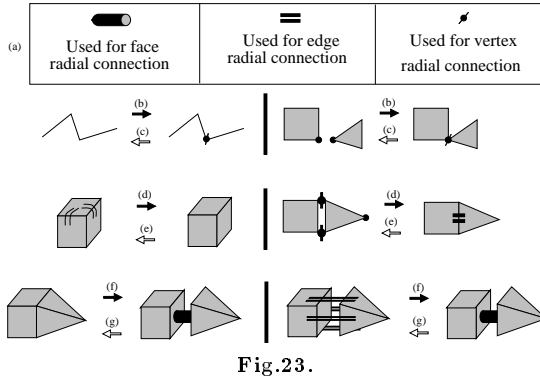 (a)
Used for face
radial connection
Used for edge
radial connection
Used for vertex
radial connection
(b)
(c)
(b)
(c)
(d)
(e)
(d)
(e)
(f)
(g)
(f)
(g)
Fig.23.